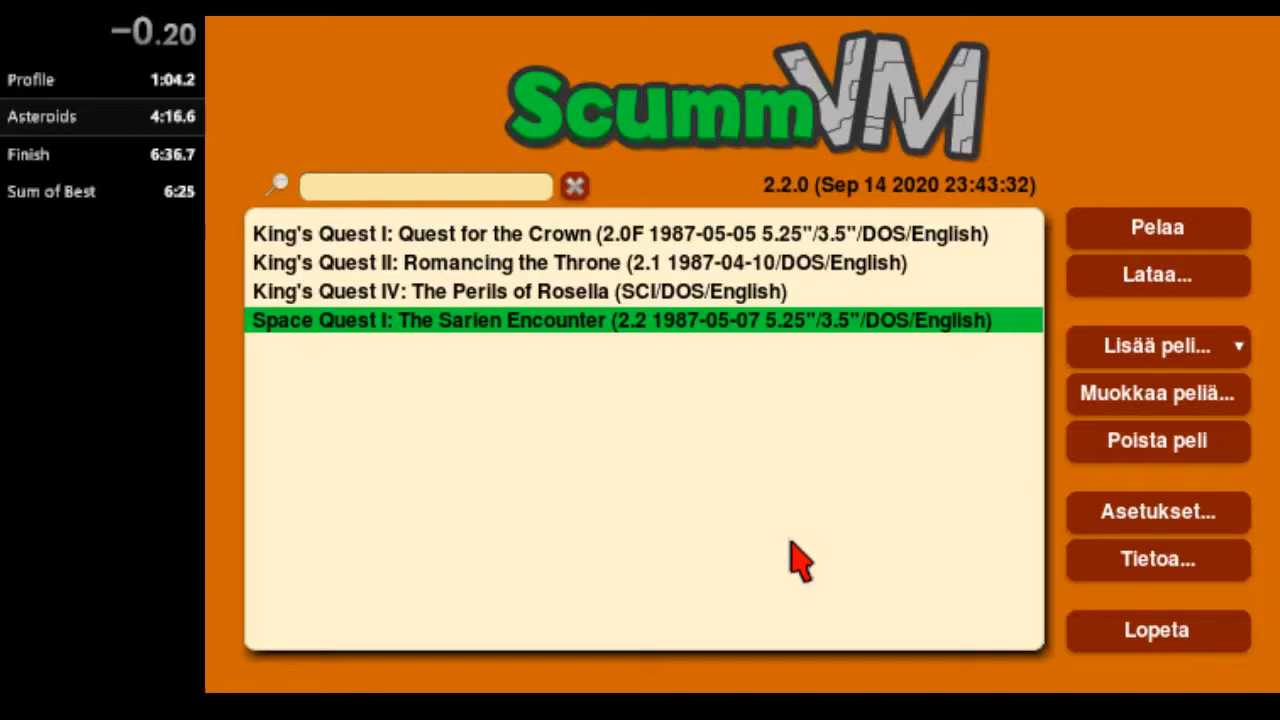 -0.20
Profile 1:04.2
Asteroids 4:16.6
Finish 6:36.7
Sum of Best 6:25
ScummVM
2.2.0 (Sep 14 2020 23:43:32)
King's Quest I: Quest for the Crown (2.0F 1987-05-05 5.25"/3.5"/DOS/English)
King's Quest II: Romancing the Throne (2.1 1987-04-10/DOS/English)
King's Quest IV: The Perils of Rosella (SCI/DOS/English)
Space Quest I: The Sarien Encounter (2.2 1987-05-07 5.25"/3.5"/DOS/English)
Pelaa
Lataa...
Lisää peli...
Muokkaa peliä...
Poista peli
Asetukset...
Tietoa...
Lopeta